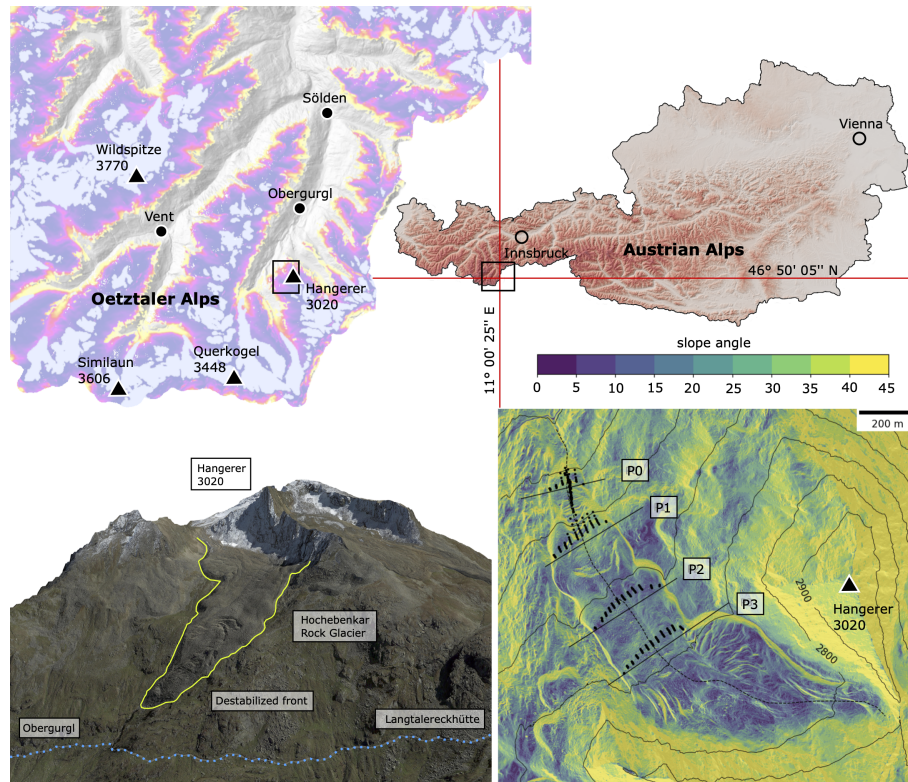 Sölden
Wildspitze
3770
Obergurgl
Vent
Oetztaler Alps
Hangerer
3020
Similaun
3606
Querkogel
3448
Vienna
Innsbruck
Austrian Alps
46° 50' 05'' N
11° 00' 25'' E
slope angle
0 5 10 15 20 25 30 35 40 45
Hangerer
3020
Hochebenkar
Rock Glacier
Destabilized front
Obergurgl
Langtalereckhütte
200 m
P0
P1
P2
P3
2900
2800
Hangerer
3020